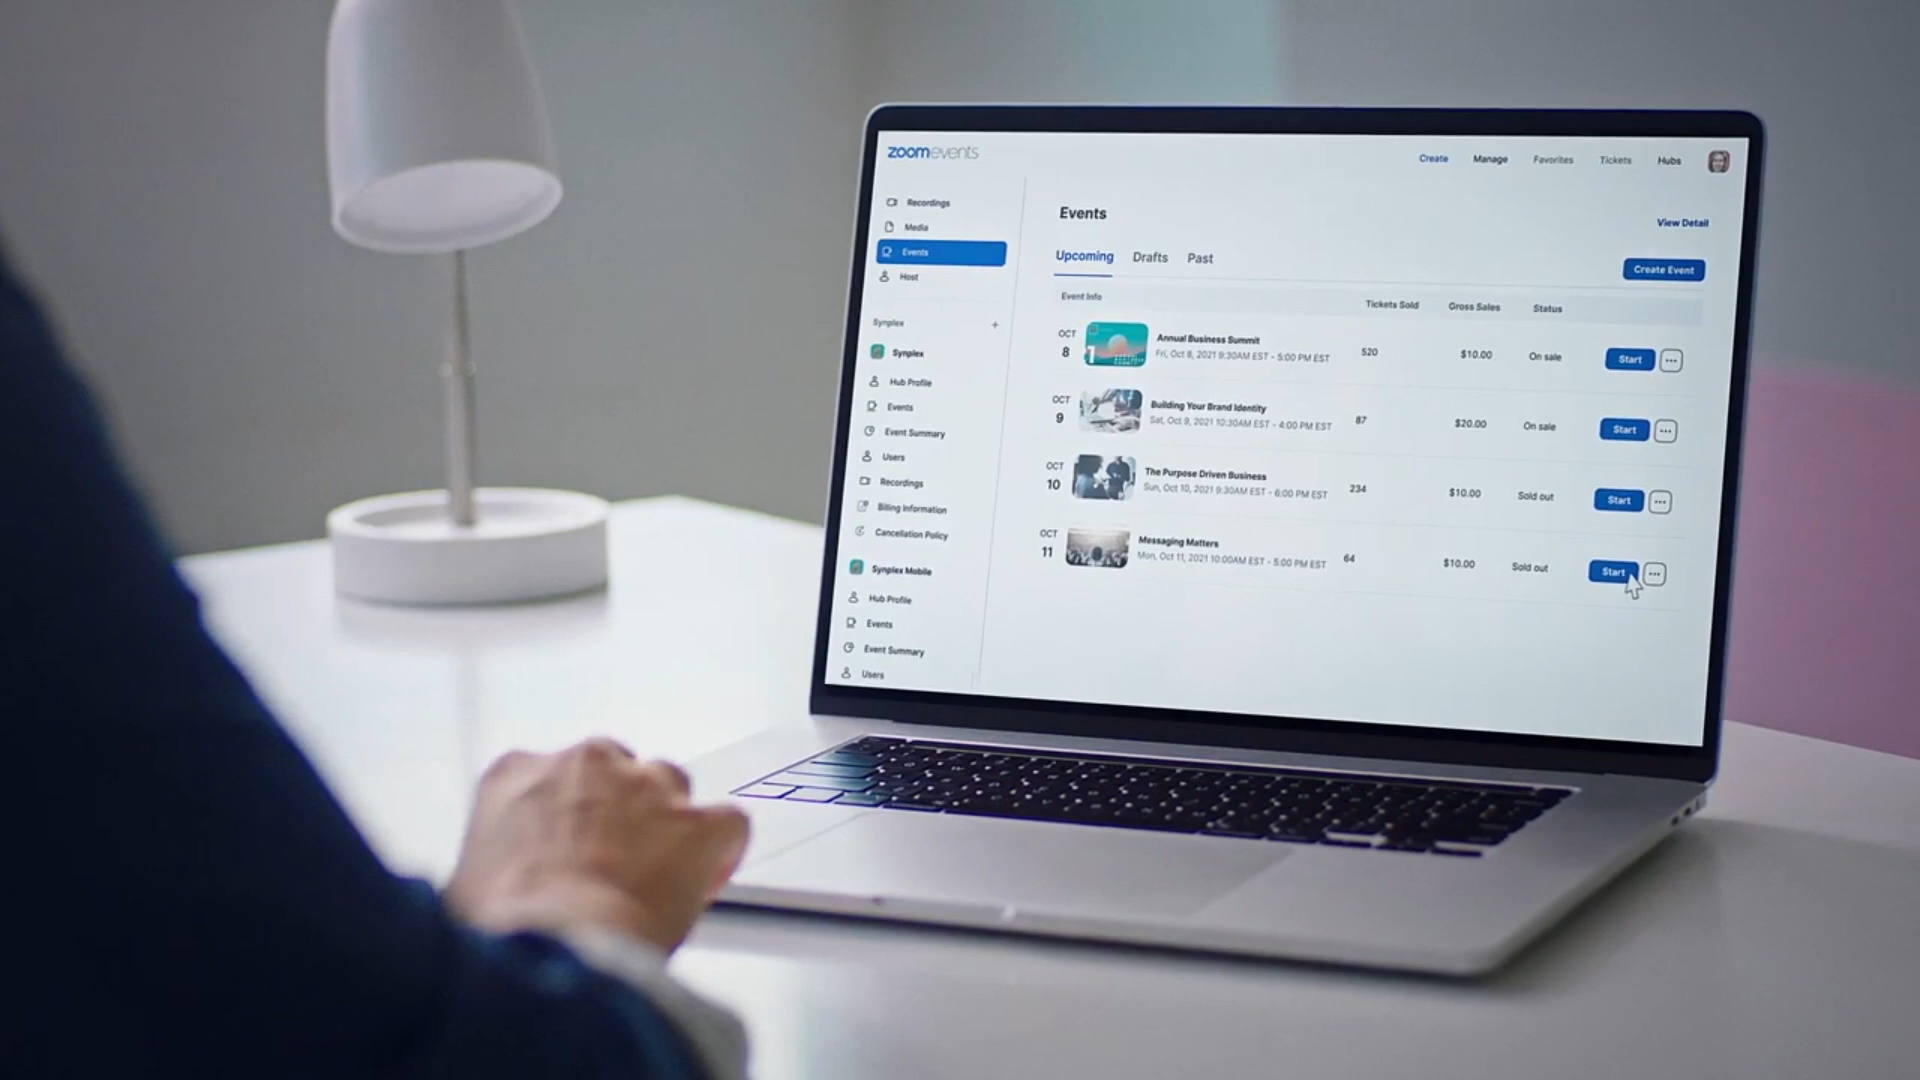 zoomevents
Create Manage Favorites Tickets Hubs
Recordings
Media
Events
Host
Synplex +
Synplex
Hub Profile
Events
Event Summary
Users
Recordings
Billing Information
Cancellation Policy
Synplex Mobile
Hub Profile
Events
Event Summary
Users
Events
View Detail
Upcoming Drafts Past
Create Event
Event Info Tickets Sold Gross Sales Status
OCT 8
Annual Business Summit
Fri, Oct 8, 2021 9:30AM EST - 5:00 PM EST
520 $10.00 On sale Start
OCT 9
Building Your Brand Identity
Sat, Oct 9, 2021 10:30AM EST - 4:00 PM EST
87 $20.00 On sale Start
OCT 10
The Purpose Driven Business
Sun, Oct 10, 2021 9:30AM EST - 6:00 PM EST
234 $10.00 Sold out Start
OCT 11
Messaging Matters
Mon, Oct 11, 2021 10:00AM EST - 5:00 PM EST
64 $10.00 Sold out Start